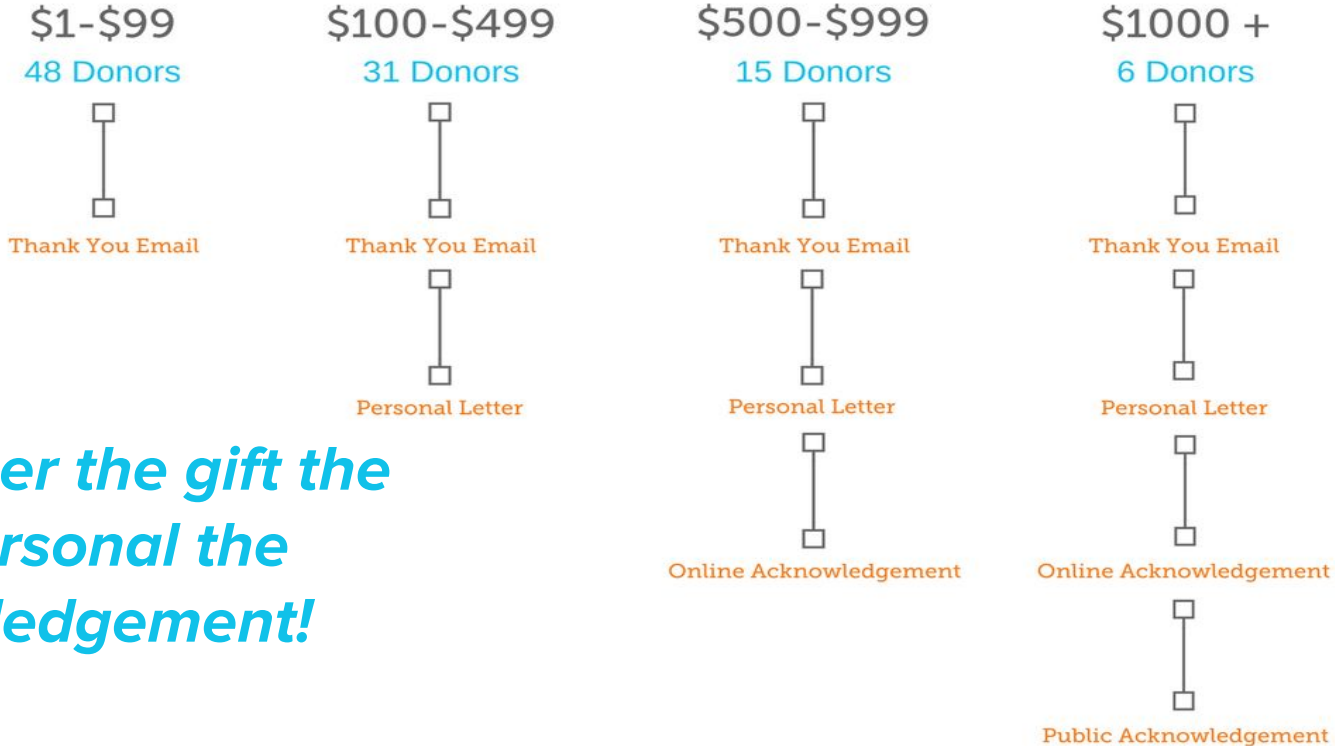 $1-$99
48 Donors
Thank You Email
$100-$499
31 Donors
Thank You Email
Personal Letter
$500-$999
15 Donors
Thank You Email
Personal Letter
Online Acknowledgement
$1000 +
6 Donors
Thank You Email
Personal Letter
Online Acknowledgement
Public Acknowledgement
er the gift the
rsonal the
ledgement!